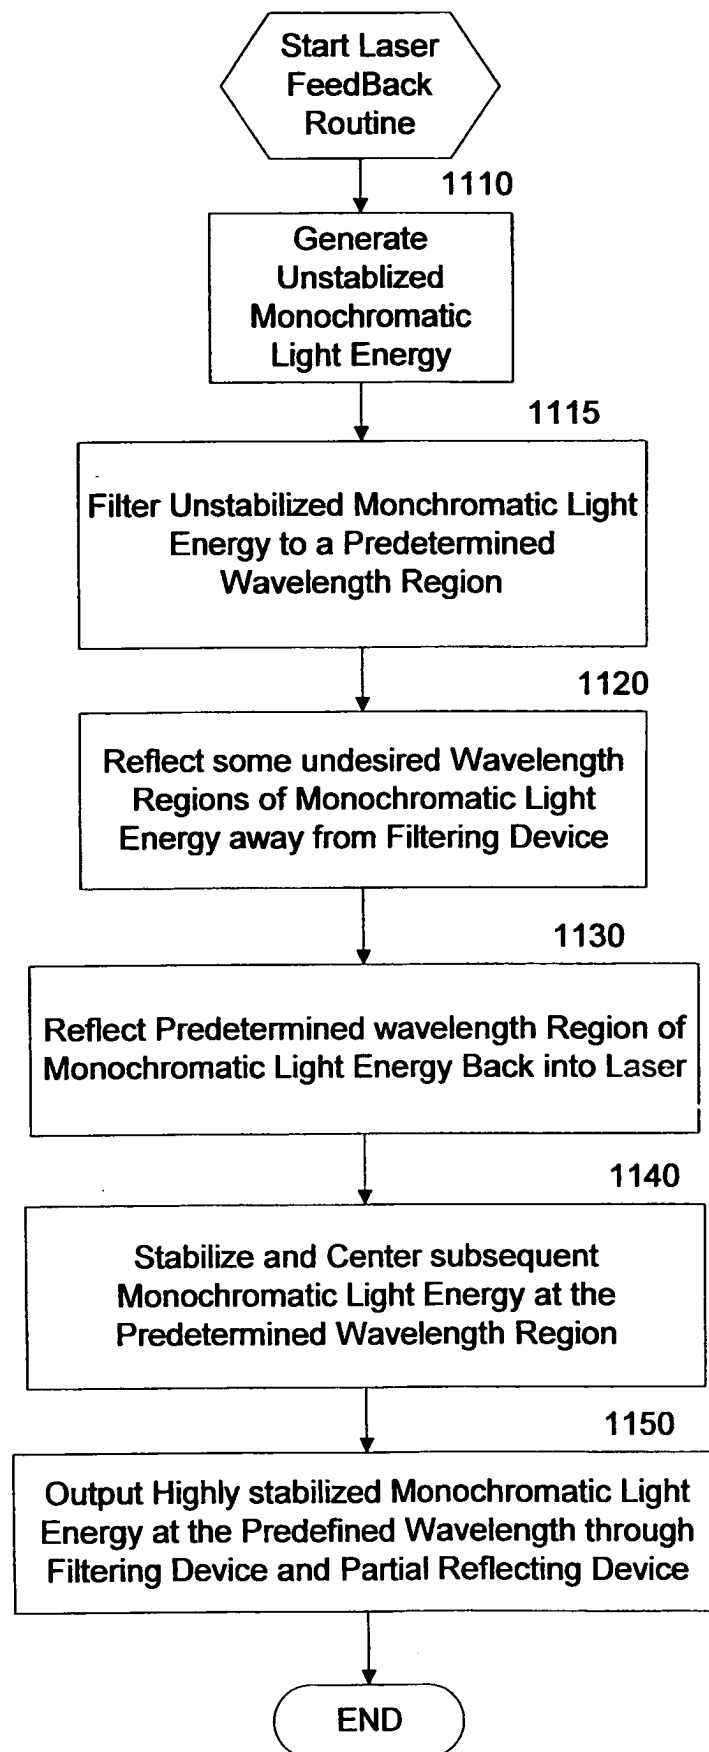 Start Laser
FeedBack
Routine
1110
Generate
Unstablized
Monochromatic
Light Energy
1115
Filter Unstabilized Monchromatic Light
Energy to a Predetermined
Wavelength Region
1120
Reflect some undesired Wavelength
Regions of Monochromatic Light
Energy away from Filtering Device
1130
Reflect Predetermined wavelength Region of
Monochromatic Light Energy Back into Laser
1140
Stabilize and Center subsequent
Monochromatic Light Energy at the
Predetermined Wavelength Region
1150
Output Highly stabilized Monochromatic Light
Energy at the Predefined Wavelength through
Filtering Device and Partial Reflecting Device
END